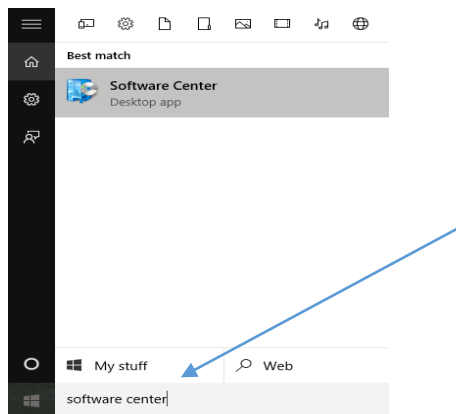 Best match
Software Center
Desktop app
My stuff
Web
software center